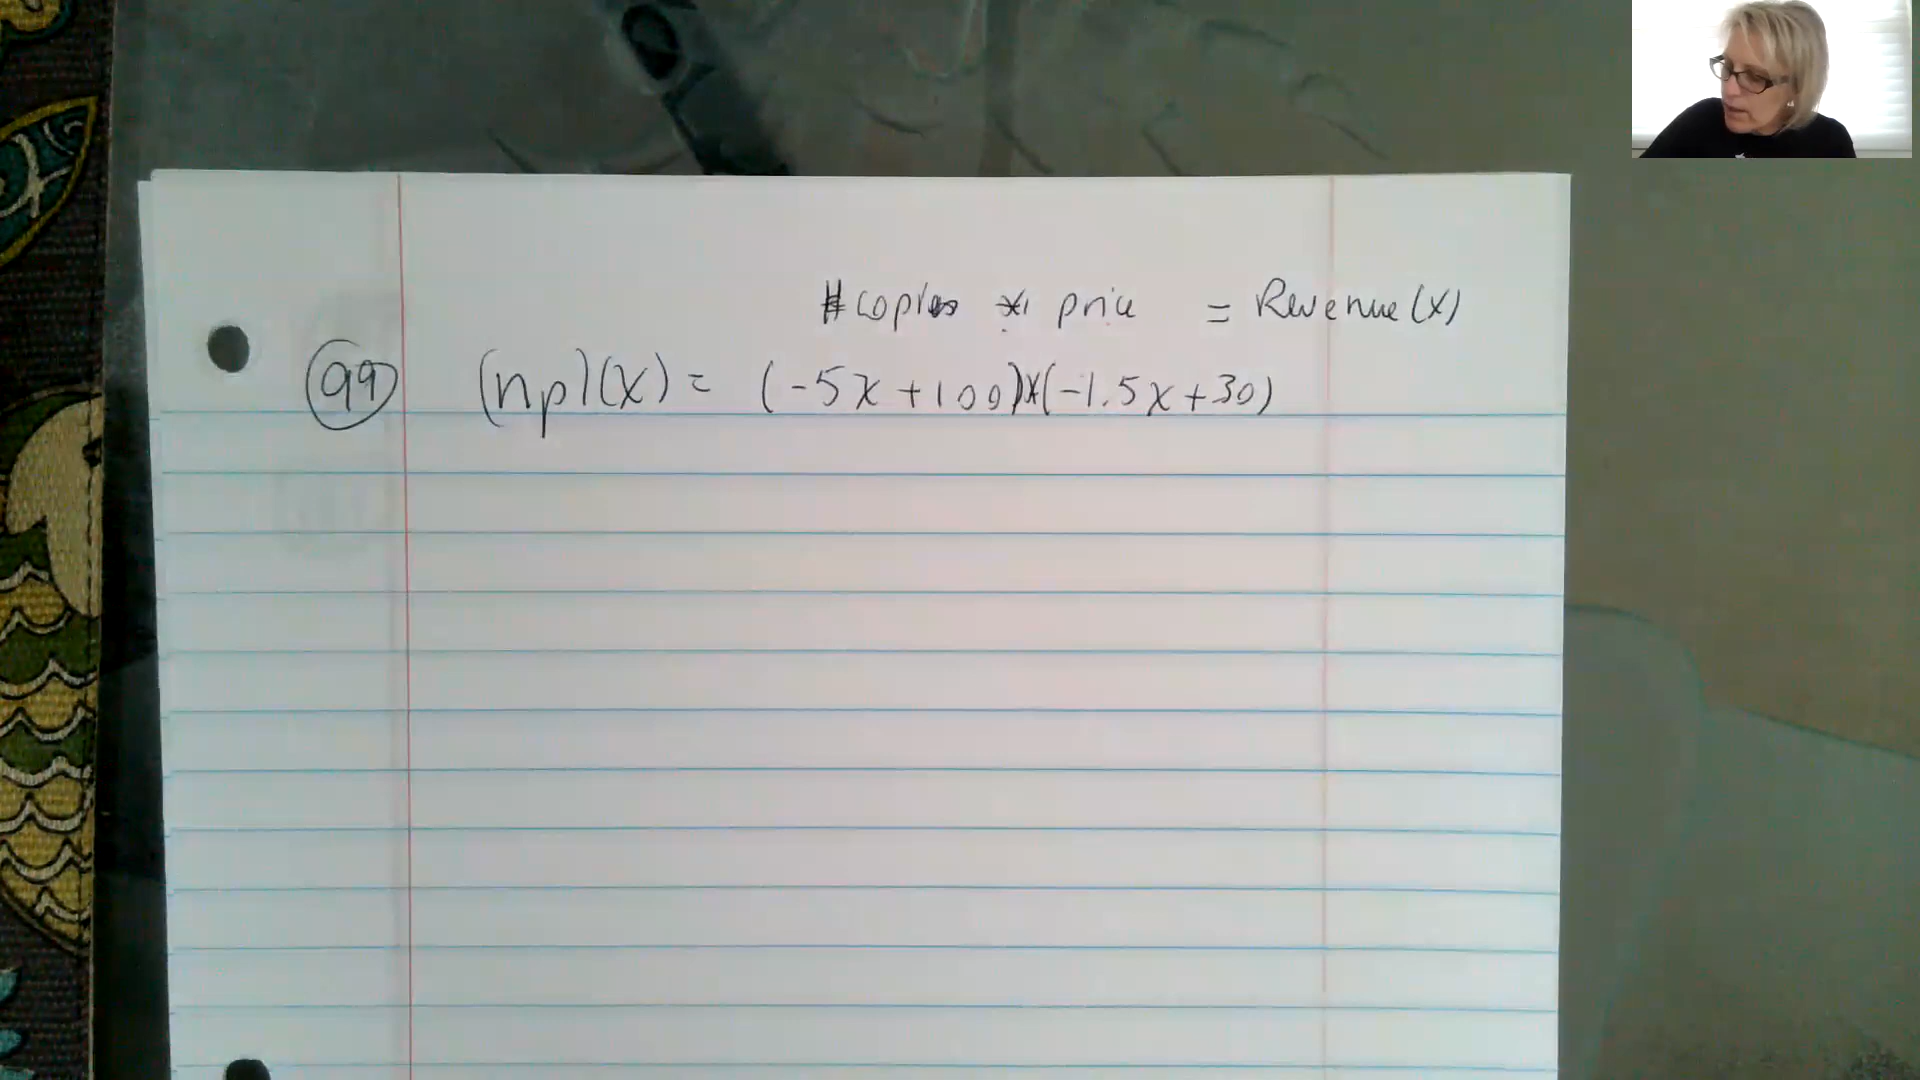 #copies * price = Revenue(x)
99 (np)(x) = (-5x+100)*(-1.5x+30)